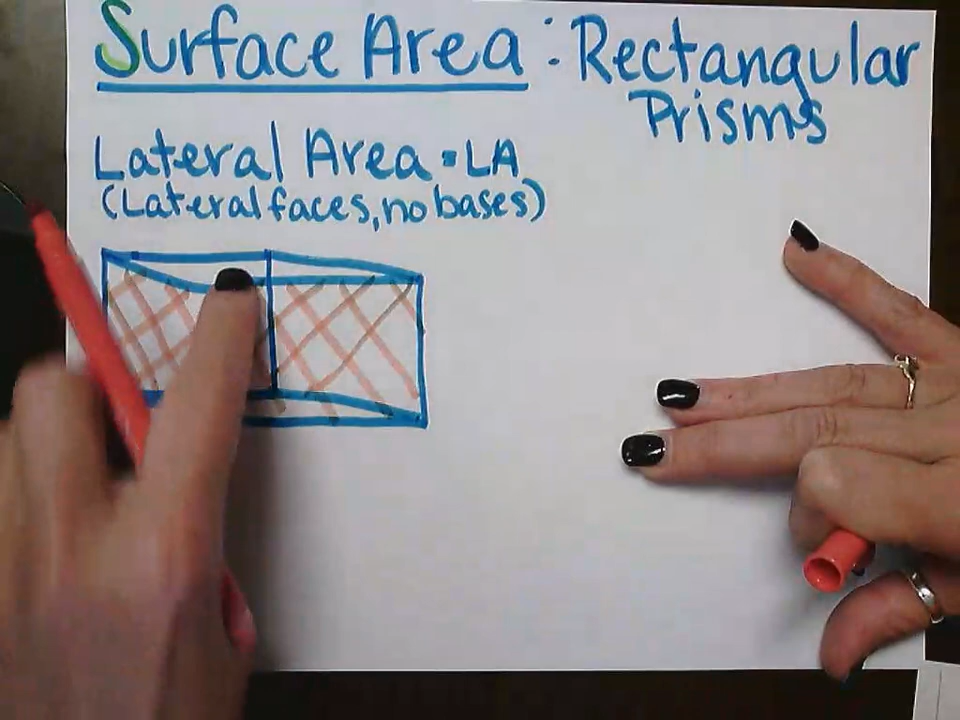 Surface Area : Rectangular
Prisms
Lateral Area = LA
(Lateral faces, no bases)